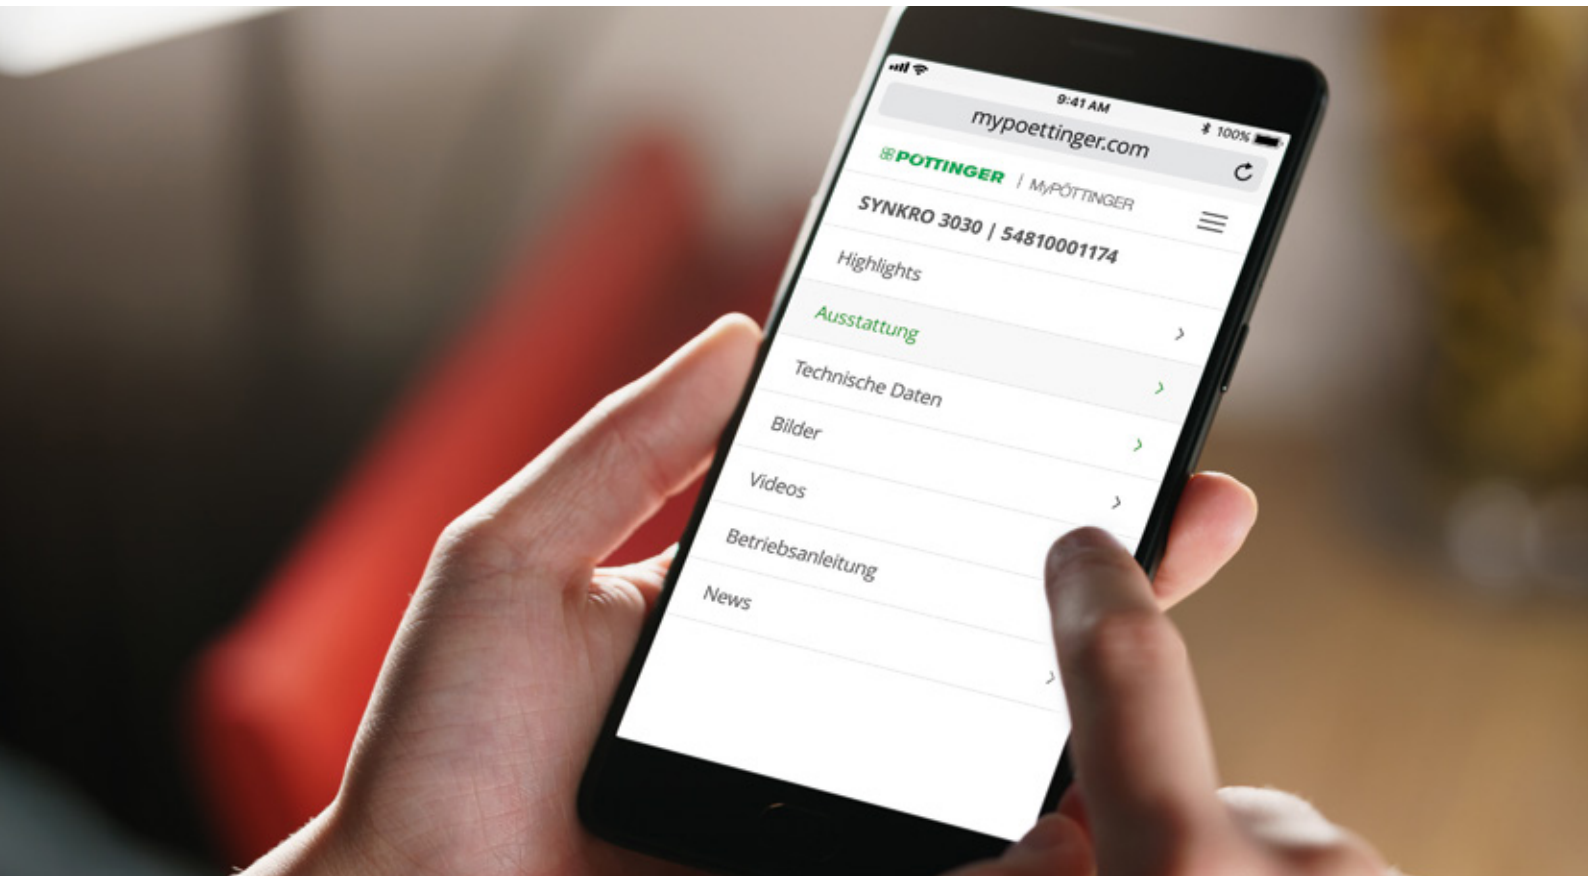 9:41 AM
100%
mypoettinger.com
PÖTTINGER | MyPÖTTINGER
SYNKRO 3030 | 54810001174
Highlights
Ausstattung
Technische Daten
Bilder
Videos
Betriebsanleitung
News